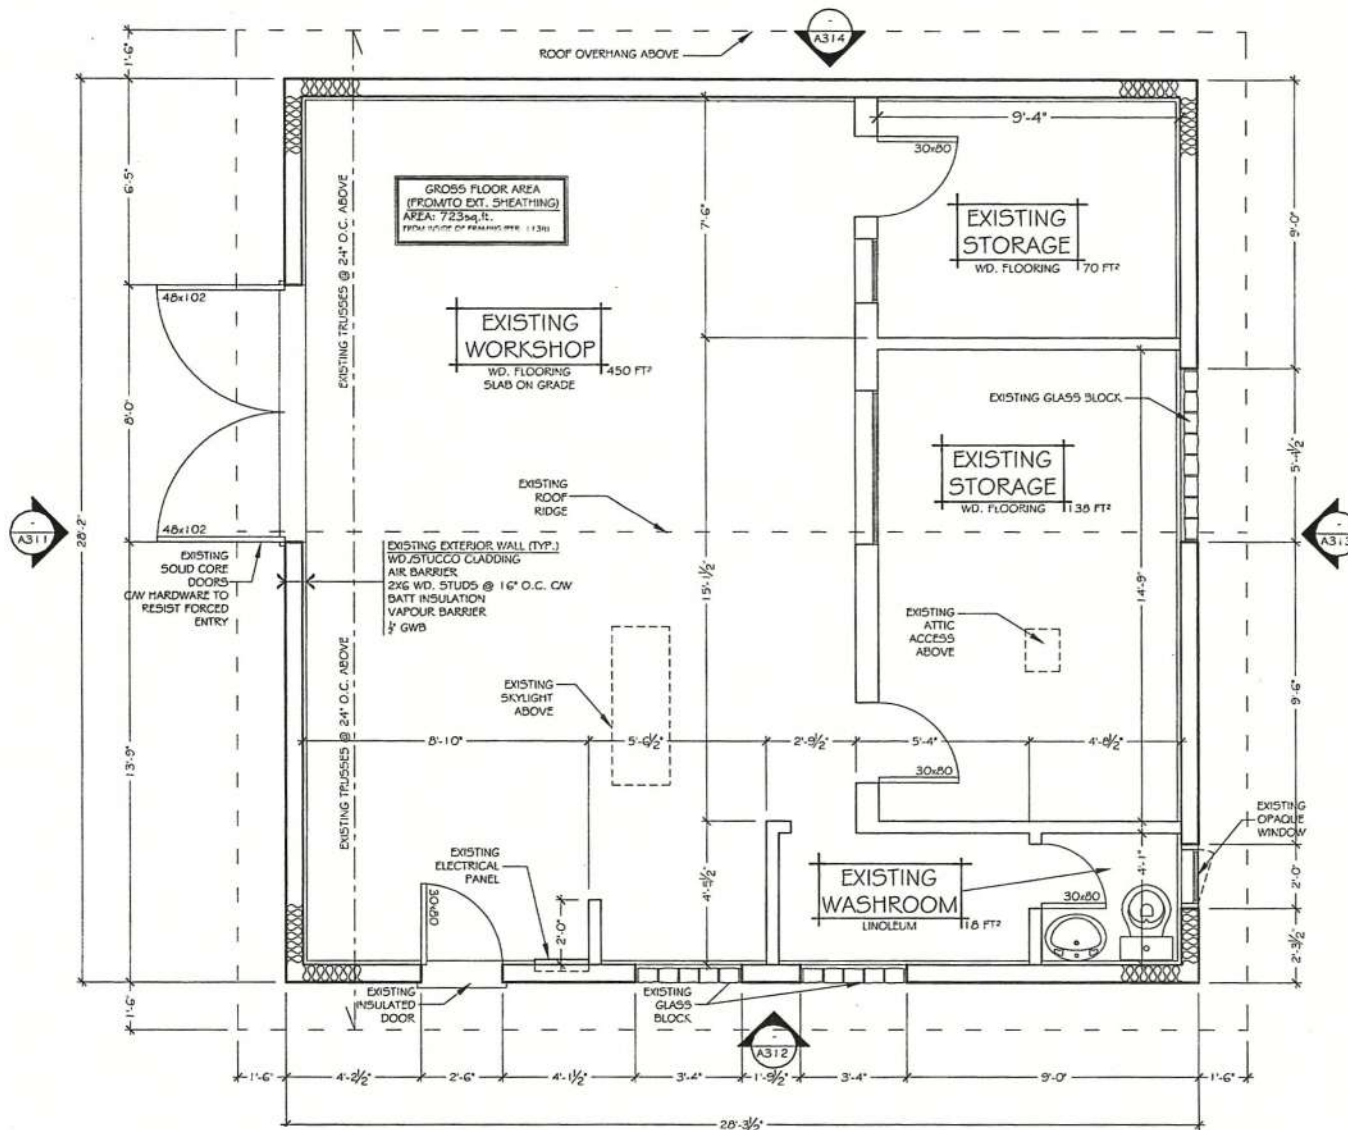 A314
ROOF OVERHANG ABOVE
1'-6"
9'-4"
30x80
6'-5"
EXISTING TRUSSES @ 24" O.C. ABOVE
GROSS FLOOR AREA
(FROM/TO EXT. SHEATHING)
AREA: 723sq.ft.
7'-6"
EXISTING
STORAGE
WD. FLOORING
70 FT²
9'-0"
48x102
EXISTING
WORKSHOP
WD. FLOORING
SLAB ON GRADE
450 FT²
EXISTING GLASS BLOCK
8'-0"
5'-4½"
EXISTING
STORAGE
WD. FLOORING
138 FT²
EXISTING
ROOF
RIDGE
A311
28'-2"
48x102
A313
EXISTING
SOLID CORE
DOORS
C/W HARDWARE TO
RESIST FORCED
ENTRY
EXISTING EXTERIOR WALL (TYP.)
WD./STUCCO CLADDING
AIR BARRIER
2X6 WD. STUDS @ 16" O.C. C/W
BATT INSULATION
VAPOUR BARRIER
½" GWB
15'-1½"
14'-9"
EXISTING
ATTIC
ACCESS
ABOVE
9'-6"
EXISTING TRUSSES @ 24" O.C. ABOVE
EXISTING
SKYLIGHT
ABOVE
8'-10"
5'-6½"
2'-9½"
5'-4"
4'-8½"
13'-9"
30x80
EXISTING
OPAQUE
WINDOW
EXISTING
ELECTRICAL
PANEL
30x80
2'-0"
4'-5½"
EXISTING
WASHROOM
LINOLEUM
18 FT²
4'-1"
30x80
2'-0"
2'-3½"
EXISTING
INSULATED
DOOR
EXISTING
GLASS
BLOCK
1'-6"
A312
1'-6"
4'-2½"
2'-6"
4'-1½"
3'-4"
1'-9½"
3'-4"
9'-0"
1'-6"
28'-3½"